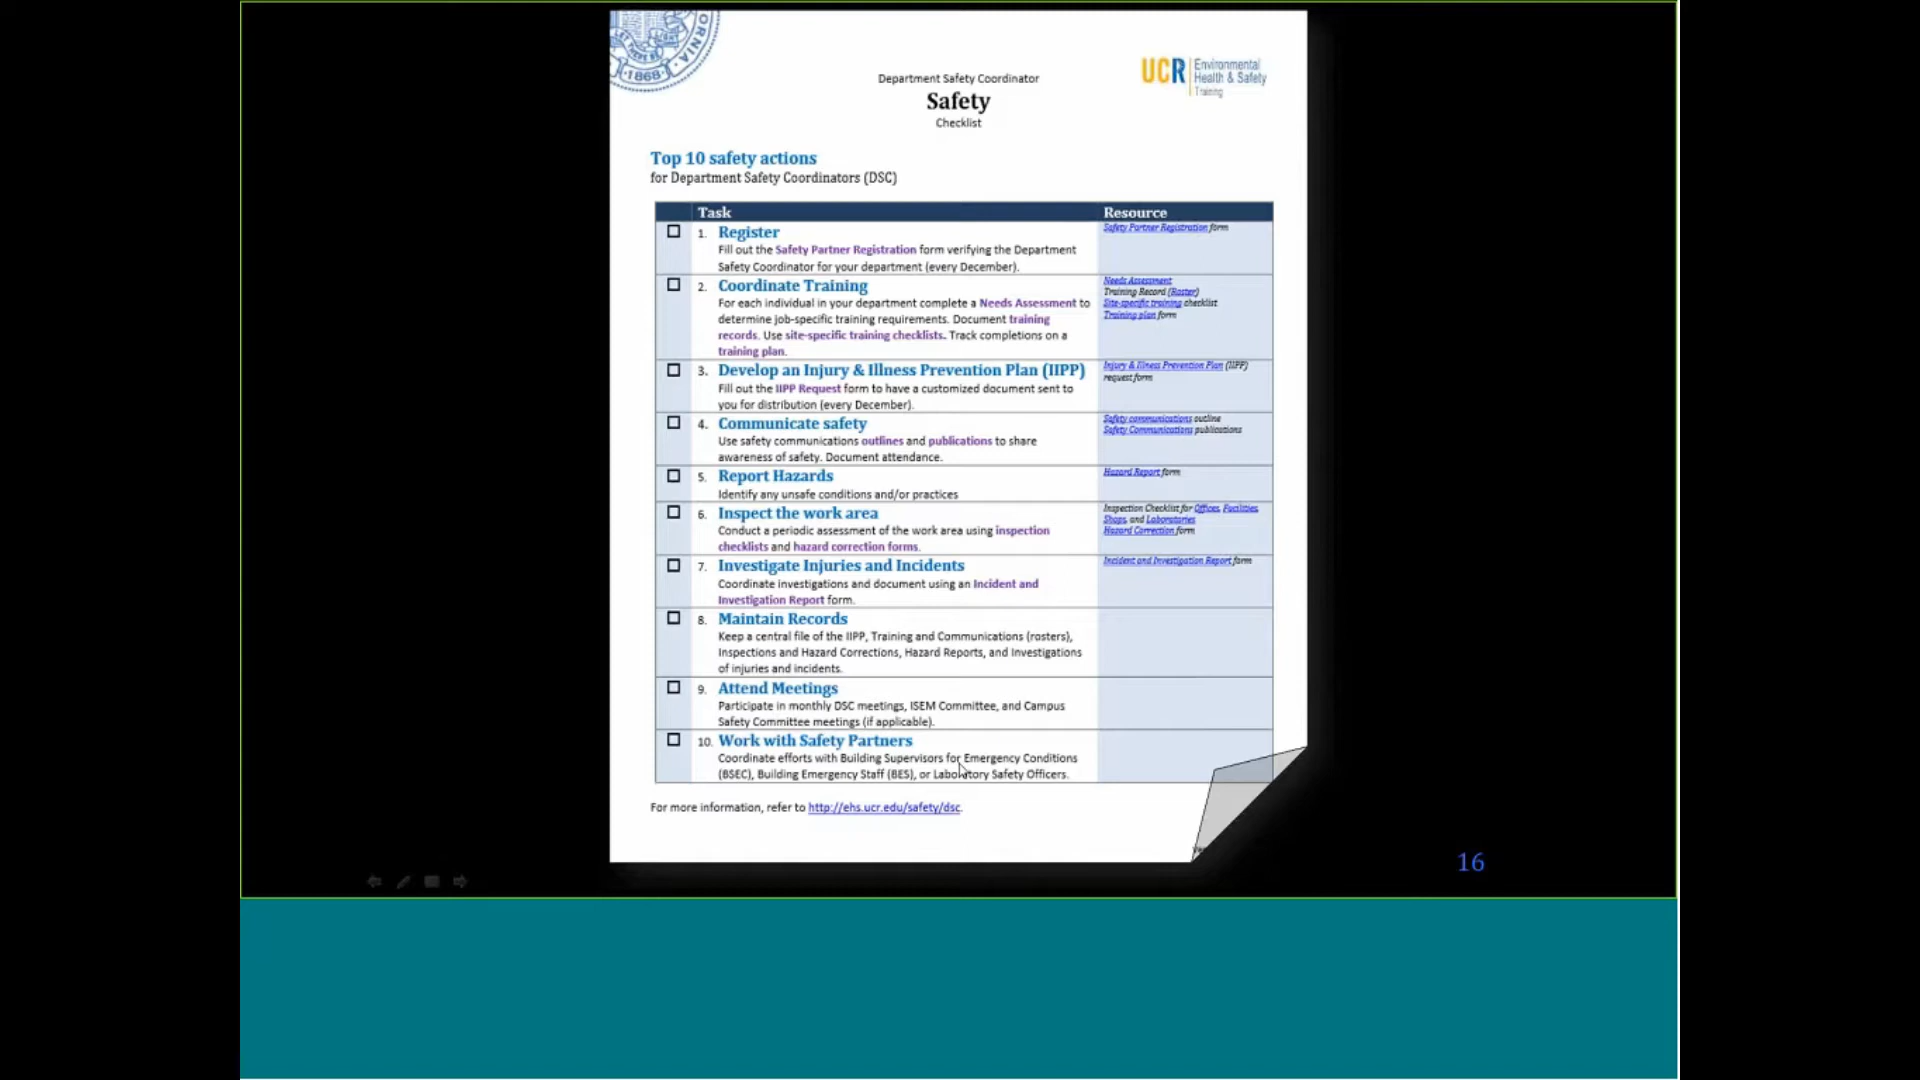 LET THERE BE
LIGHT
ORNIA
1868
UCR
Environmental
Health & Safety
Training
Department Safety Coordinator
Safety
Checklist
Top 10 safety actions
for Department Safety Coordinators (DSC)
Task
Resource
1. Register
Safety Partner Registration form
Fill out the Safety Partner Registration form verifying the Department
Safety Coordinator for your department (every December).
2. Coordinate Training
For each individual in your department complete a Needs Assessment to
determine job-specific training requirements. Document training
records. Use site-specific training checklists. Track completions on a
training plan.
Needs Assessment
Training Record (Roster)
Site-specific training checklist
Training plan form
3. Develop an Injury & Illness Prevention Plan (IIPP)
Fill out the IIPP Request form to have a customized document sent to
you for distribution (every December).
Injury & Illness Prevention Plan (IIPP)
request form
4. Communicate safety
Use safety communications outlines and publications to share
awareness of safety. Document attendance.
Safety communications outline
Safety Communications publications
5. Report Hazards
Identify any unsafe conditions and/or practices
Hazard Report form
6. Inspect the work area
Conduct a periodic assessment of the work area using inspection
checklists and hazard correction forms.
Inspection Checklist for Offices, Facilities,
Shops, and Laboratories
Hazard Correction form
7. Investigate Injuries and Incidents
Coordinate investigations and document using an Incident and
Investigation Report form.
Incident and Investigation Report form
8. Maintain Records
Keep a central file of the IIPP, Training and Communications (rosters),
Inspections and Hazard Corrections, Hazard Reports, and Investigations
of injuries and incidents.
9. Attend Meetings
Participate in monthly DSC meetings, ISEM Committee, and Campus
Safety Committee meetings (if applicable).
10. Work with Safety Partners
Coordinate efforts with Building Supervisors for Emergency Conditions
(BSEC), Building Emergency Staff (BES), or Laboratory Safety Officers.
For more information, refer to http://ehs.ucr.edu/safety/dsc.
16